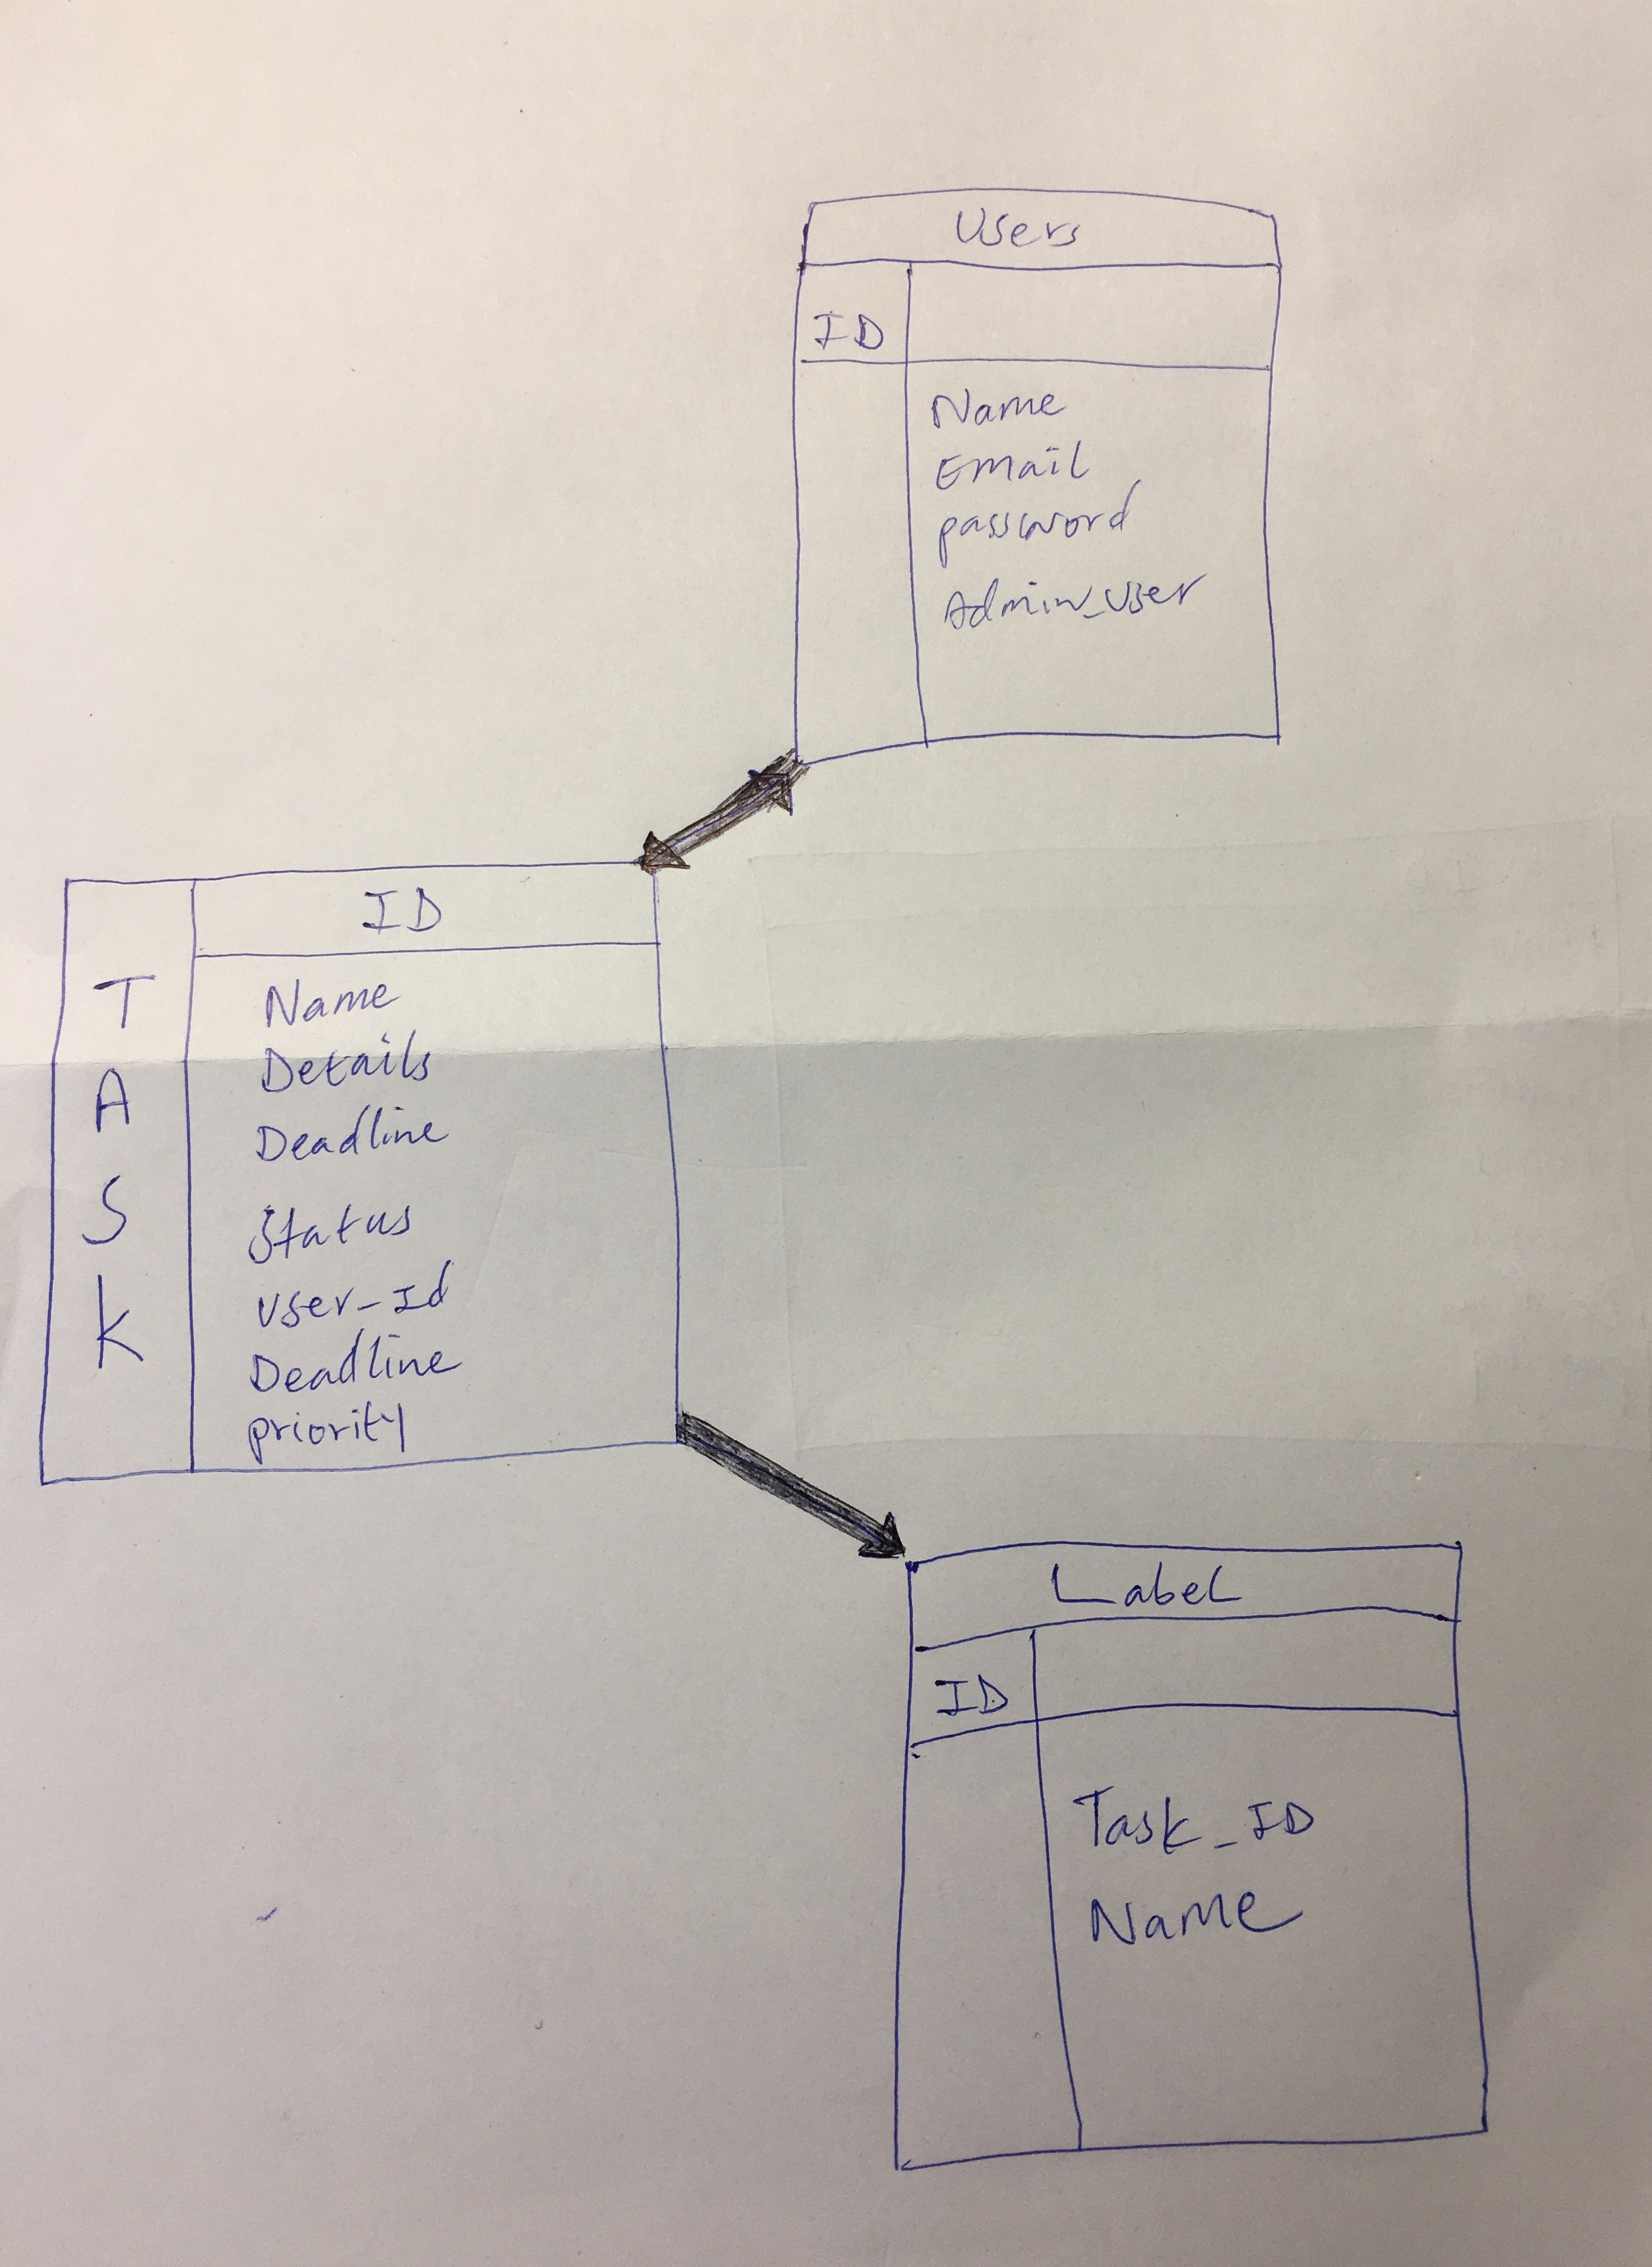 Users
ID
Name
Email
password
Admin_user
TASK
ID
Name
Details
Deadline
Status
User-Id
Deadline
priority
Label
ID
Task_ID
Name